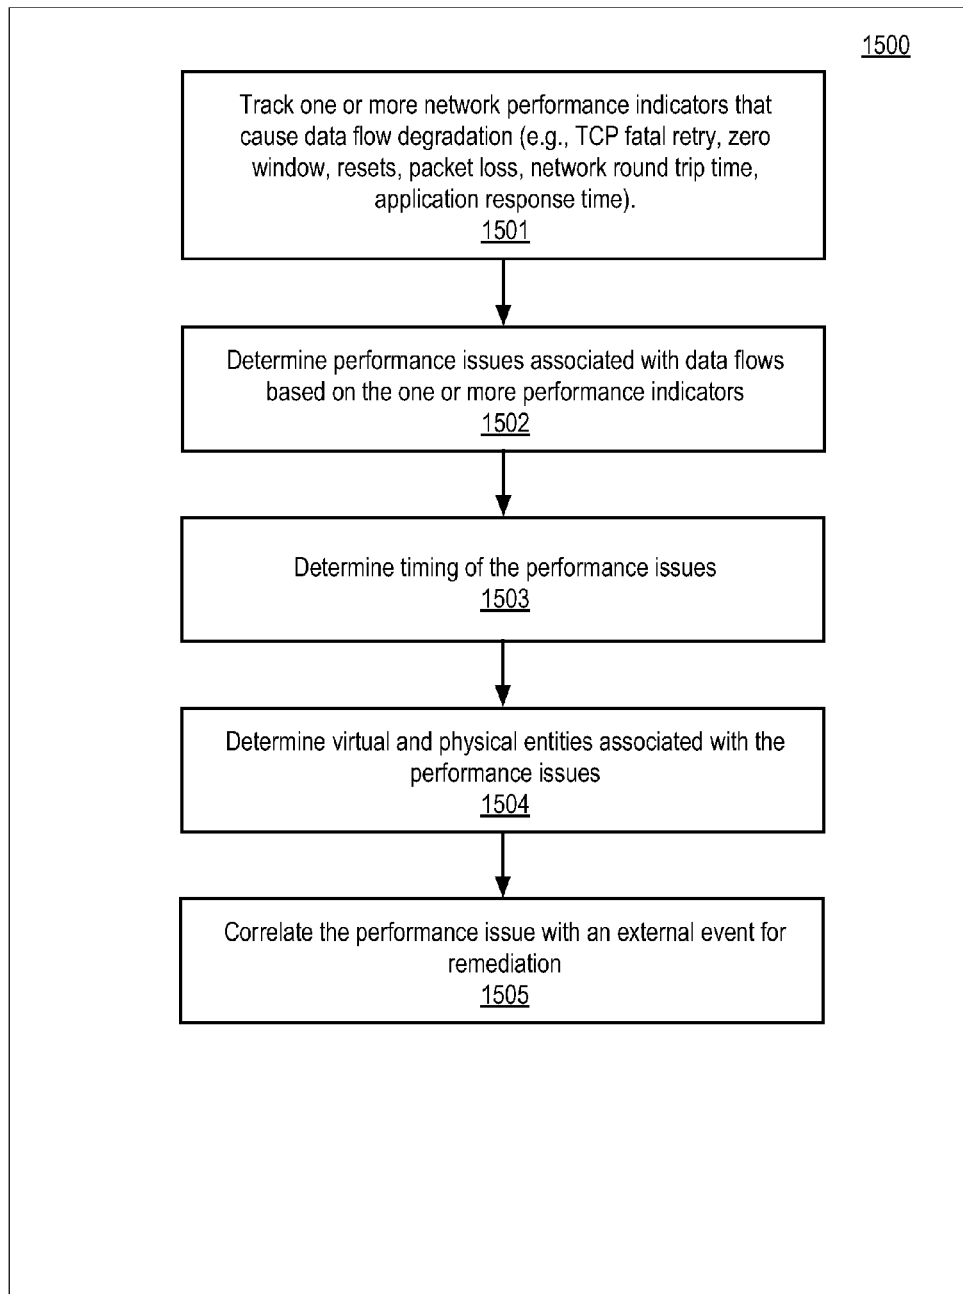 1500
Track one or more network performance indicators that
cause data flow degradation (e.g., TCP fatal retry, zero
window, resets, packet loss, network round trip time,
application response time).
1501
Determine performance issues associated with data flows
based on the one or more performance indicators
1502
Determine timing of the performance issues
1503
Determine virtual and physical entities associated with the
performance issues
1504
Correlate the performance issue with an external event for
remediation
1505